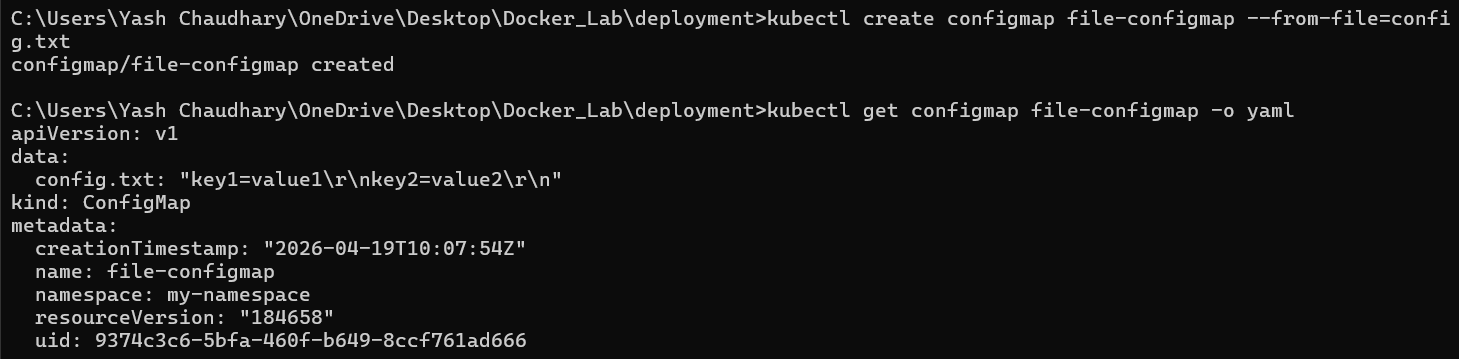 C:\Users\Yash Chaudhary\OneDrive\Desktop\Docker_Lab\deployment>kubectl create configmap file-configmap --from-file=confi
g.txt
configmap/file-configmap created

C:\Users\Yash Chaudhary\OneDrive\Desktop\Docker_Lab\deployment>kubectl get configmap file-configmap -o yaml
apiVersion: v1
data:
  config.txt: "key1=value1\r\nkey2=value2\r\n"
kind: ConfigMap
metadata:
  creationTimestamp: "2026-04-19T10:07:54Z"
  name: file-configmap
  namespace: my-namespace
  resourceVersion: "184658"
  uid: 9374c3c6-5bfa-460f-b649-8ccf761ad666